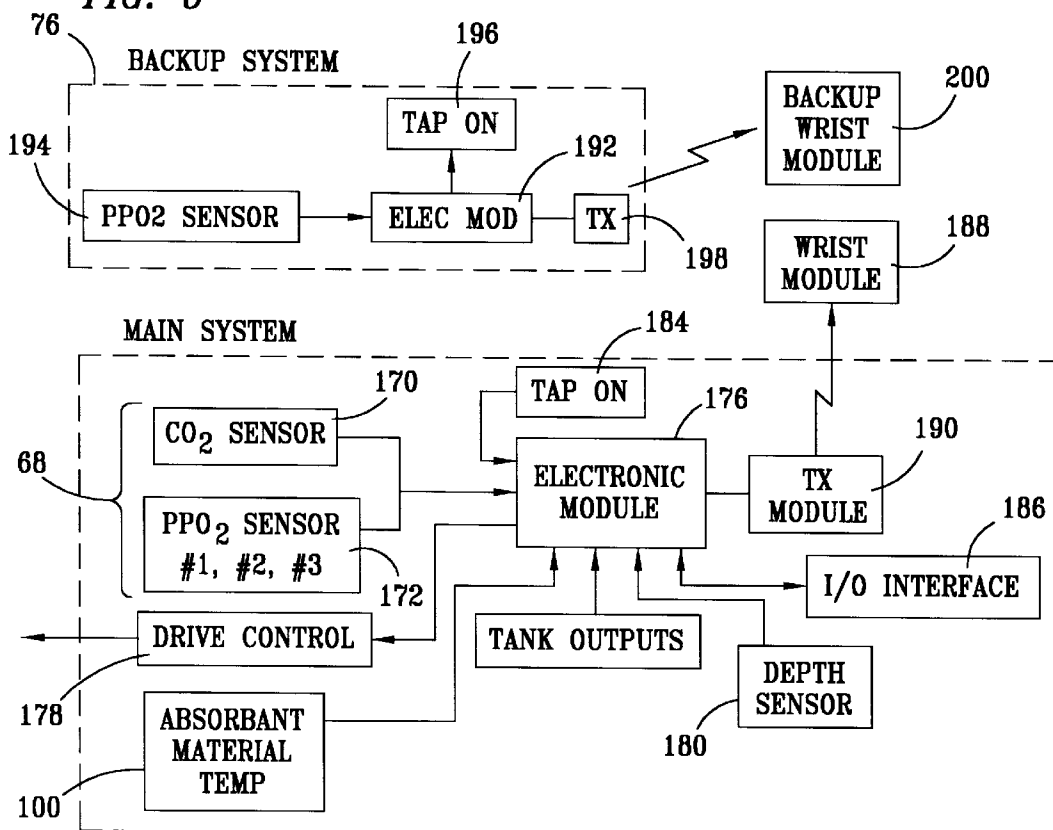 76
BACKUP SYSTEM
196
TAP ON
192
194
PPO2 SENSOR
ELEC MOD
TX
198
BACKUP
WRIST
MODULE
200
WRIST
MODULE
188
MAIN SYSTEM
184
TAP ON
170
CO2 SENSOR
176
68
PPO2 SENSOR
#1, #2, #3
172
ELECTRONIC
MODULE
TX
MODULE
190
186
I/O INTERFACE
DRIVE CONTROL
178
TANK OUTPUTS
DEPTH
SENSOR
180
ABSORBANT
MATERIAL
TEMP
100